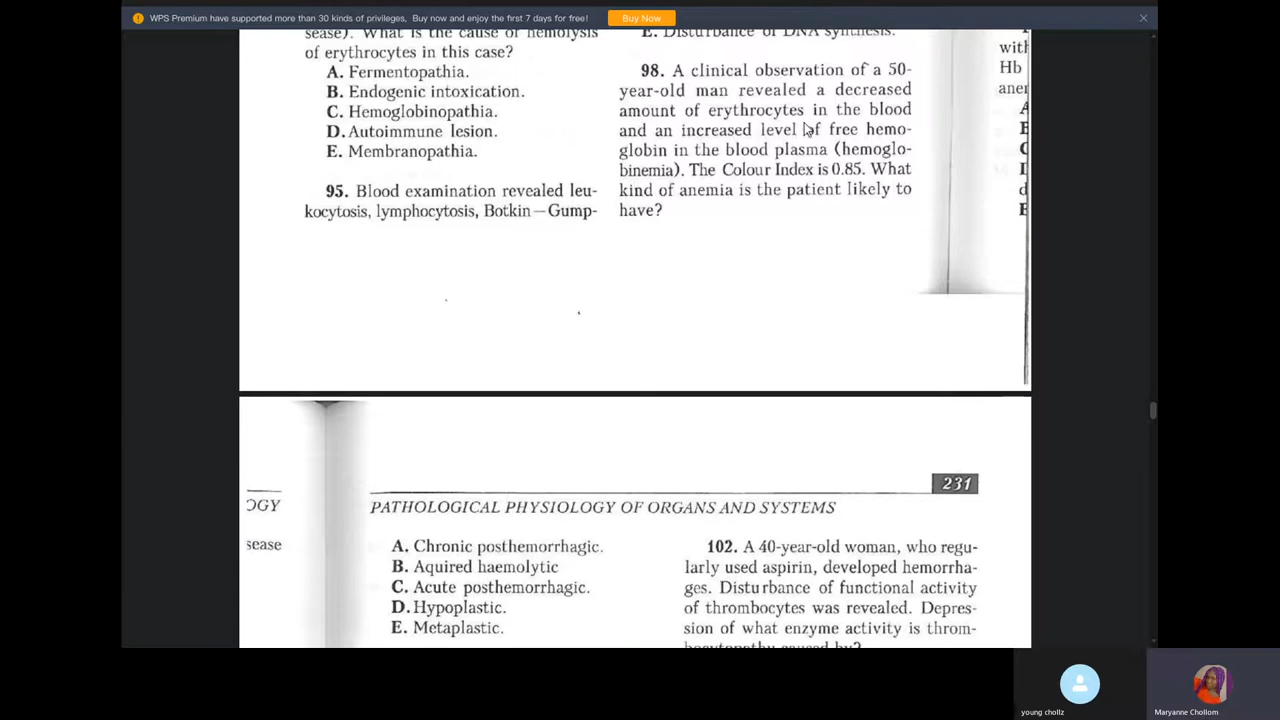 WPS Premium have supported more than 30 kinds of privileges, Buy now and enjoy the first 7 days for free!
Buy Now
sease). What is the cause of hemolysis
of erythrocytes in this case?
A. Fermentopathia.
B. Endogenic intoxication.
C. Hemoglobinopathia.
D. Autoimmune lesion.
E. Membranopathia.
95. Blood examination revealed leu-
kocytosis, lymphocytosis, Botkin—Gump-
E. Disturbance of DNA synthesis.
98. A clinical observation of a 50-
year-old man revealed a decreased
amount of erythrocytes in the blood
and an increased level of free hemo-
globin in the blood plasma (hemoglo-
binemia). The Colour Index is 0.85. What
kind of anemia is the patient likely to
have?
with
Hb
aner
231
OGY
PATHOLOGICAL PHYSIOLOGY OF ORGANS AND SYSTEMS
sease
A. Chronic posthemorrhagic.
B. Aquired haemolytic
C. Acute posthemorrhagic.
D. Hypoplastic.
E. Metaplastic.
102. A 40-year-old woman, who regu-
larly used aspirin, developed hemorrha-
ges. Disturbance of functional activity
of thrombocytes was revealed. Depres-
sion of what enzyme activity is throm-
bocytopathy caused by?
young chollz
Maryanne Chollom